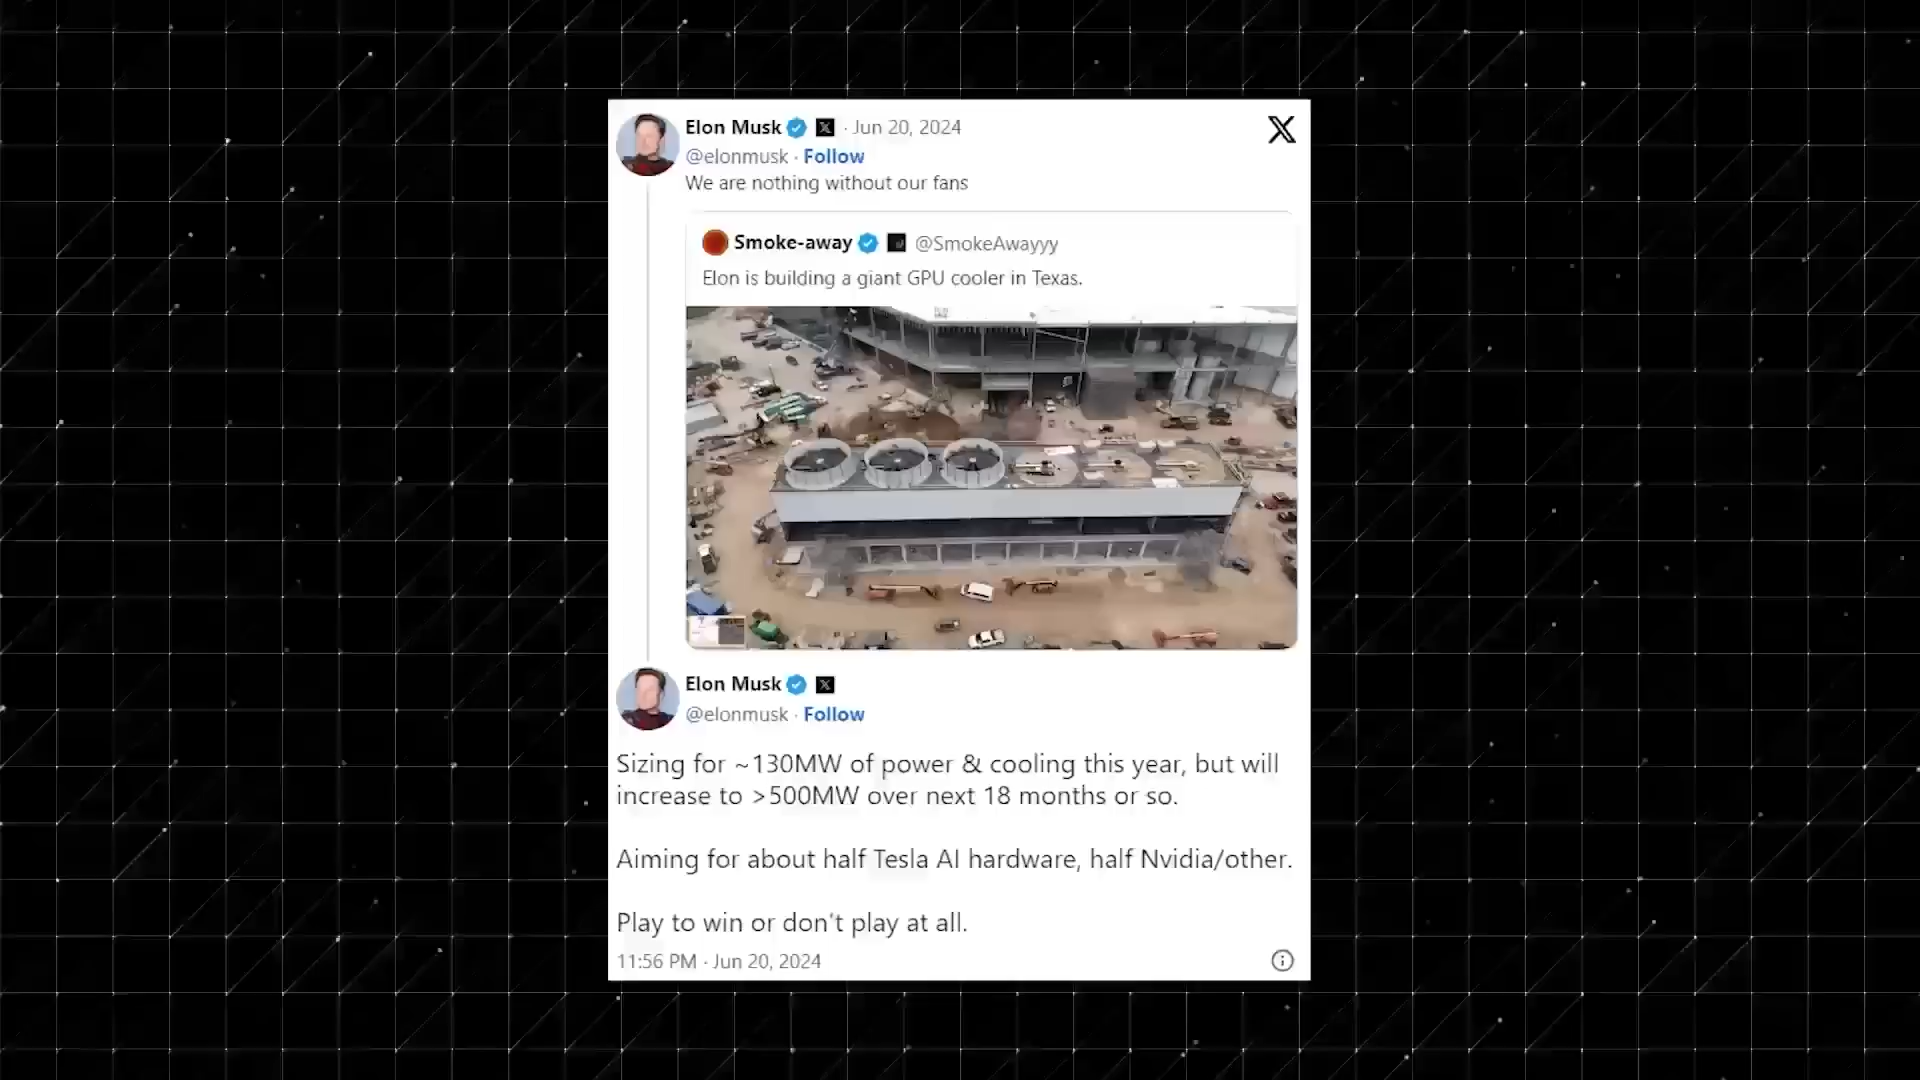 Elon Musk · Jun 20, 2024
@elonmusk · Follow
We are nothing without our fans
Smoke-away @SmokeAwayyy
Elon is building a giant GPU cooler in Texas.
Elon Musk
@elonmusk · Follow
Sizing for ~130MW of power & cooling this year, but will
increase to >500MW over next 18 months or so.
Aiming for about half Tesla AI hardware, half Nvidia/other.
Play to win or don't play at all.
11:56 PM · Jun 20, 2024